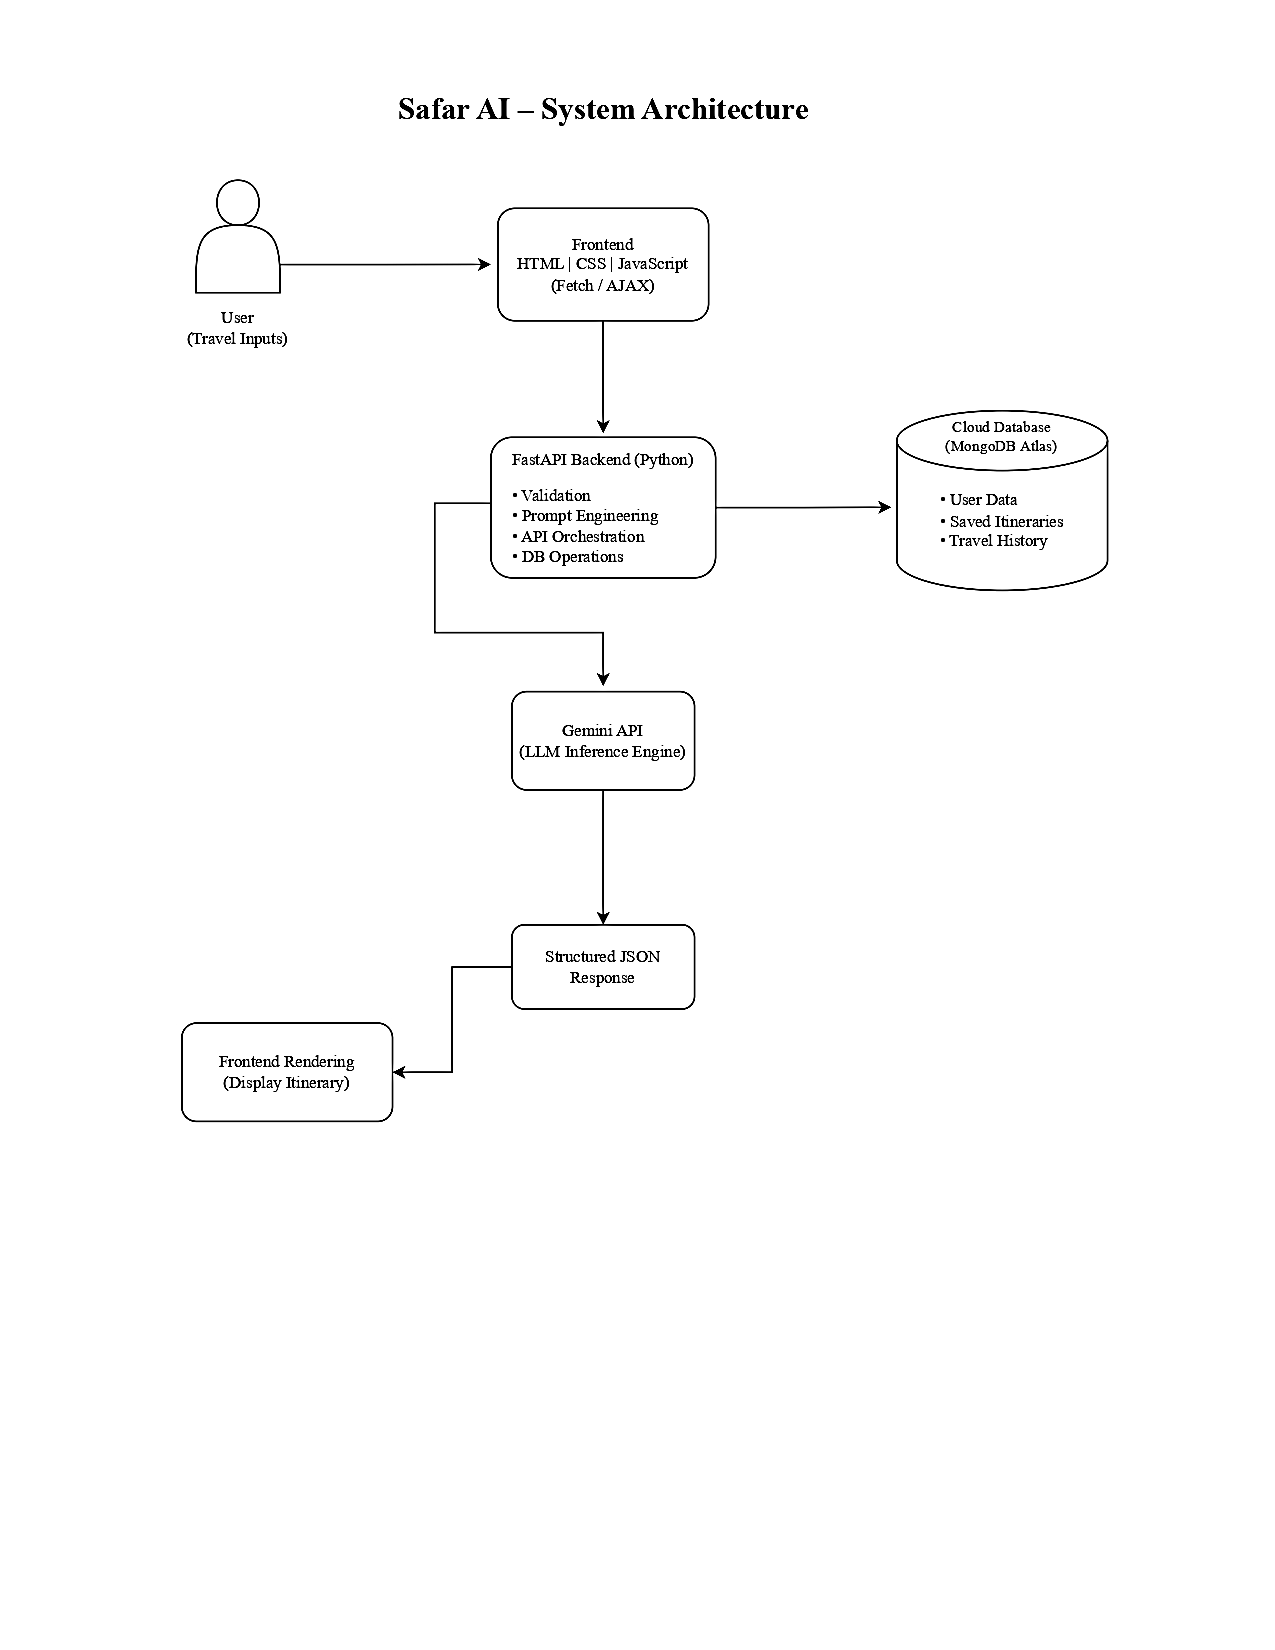 Safar AI – System Architecture
User
(Travel Inputs)
Frontend
HTML | CSS | JavaScript
(Fetch / AJAX)
FastAPI Backend (Python)
• Validation
• Prompt Engineering
• API Orchestration
• DB Operations
Cloud Database
(MongoDB Atlas)
• User Data
• Saved Itineraries
• Travel History
Gemini API
(LLM Inference Engine)
Structured JSON
Response
Frontend Rendering
(Display Itinerary)